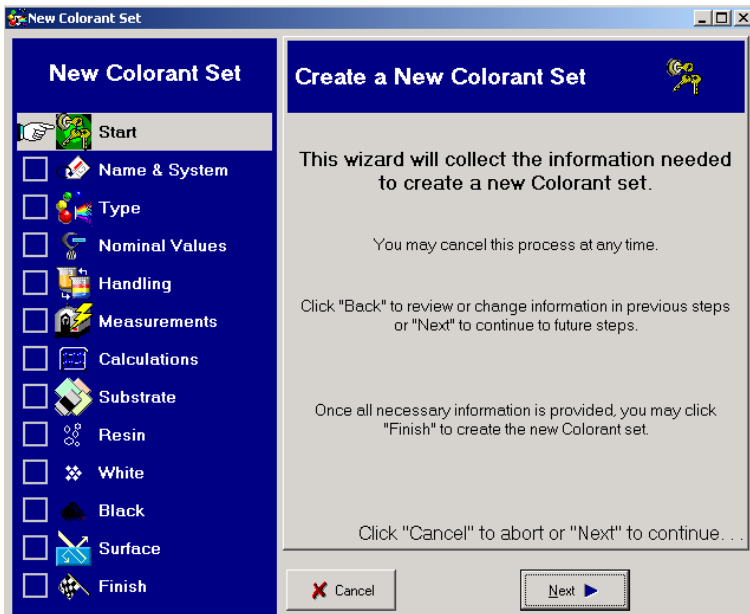 New Colorant Set
New Colorant Set
Start
Name & System
Type
Nominal Values
Handling
Measurements
Calculations
Substrate
Resin
White
Black
Surface
Finish
Create a New Colorant Set
This wizard will collect the information needed
to create a new Colorant set.
You may cancel this process at any time.
Click "Back" to review or change information in previous steps
or "Next" to continue to future steps.
Once all necessary information is provided, you may click
"Finish" to create the new Colorant set.
Click "Cancel" to abort or "Next" to continue. . .
Cancel
Next